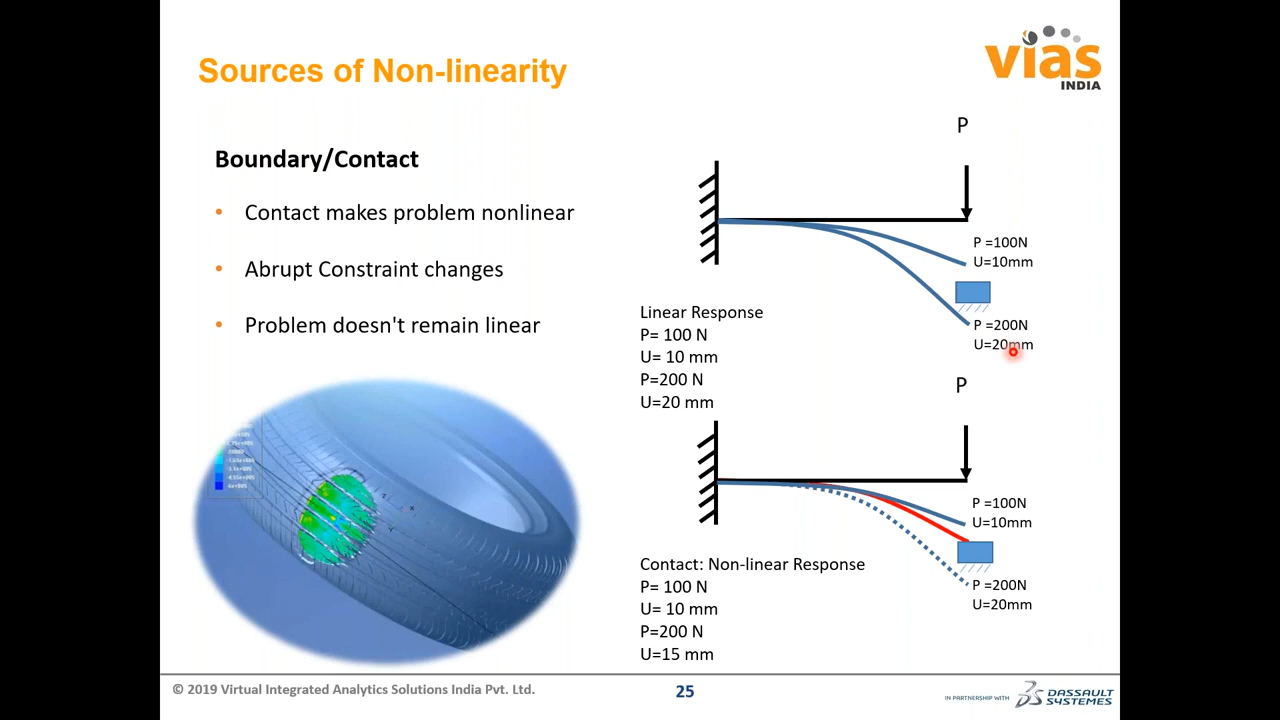 Sources of Non-linearity
vias
INDIA
Boundary/Contact
• Contact makes problem nonlinear
• Abrupt Constraint changes
• Problem doesn't remain linear
P
P =100N
U=10mm
P =200N
U=20mm
Linear Response
P= 100 N
U= 10 mm
P=200 N
U=20 mm
P
P =100N
U=10mm
P =200N
U=20mm
Contact: Non-linear Response
P= 100 N
U= 10 mm
P=200 N
U=15 mm
© 2019 Virtual Integrated Analytics Solutions India Pvt. Ltd.
25
IN PARTNERSHIP WITH
DASSAULT
SYSTEMES